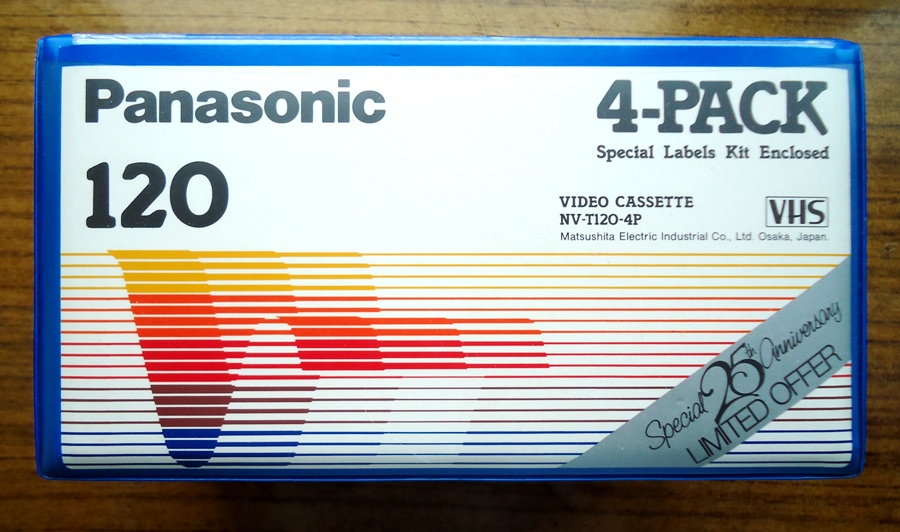 Panasonic
4-PACK
Special Labels Kit Enclosed
120
VIDEO CASSETTE
NV-T120-4P
VHS
Matsushita Electric Industrial Co., Ltd. Osaka, Japan.
Special 25th Anniversary
LIMITED OFFER